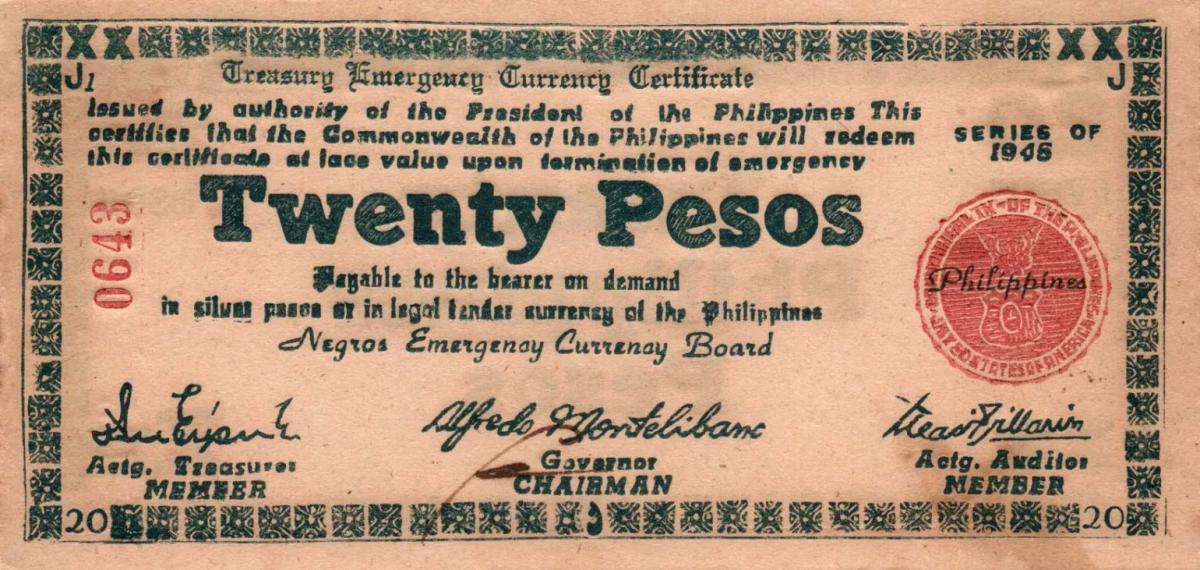 XX XX
J1 J
Treasury Emergency Currency Certificate
Issued by authority of the President of the Philippines This
certifies that the Commonwealth of the Philippines will redeem
this certificate at face value upon termination of emergency
SERIES OF
1945
0643
Twenty Pesos
Payable to the bearer on demand
in silver pesos or in legal tender currency of the Philippines
Negros Emergency Currency Board
Philippines
Alfredo Montelibano
Actg. Treasurer Governor Actg. Auditor
MEMBER CHAIRMAN MEMBER
20 J 20